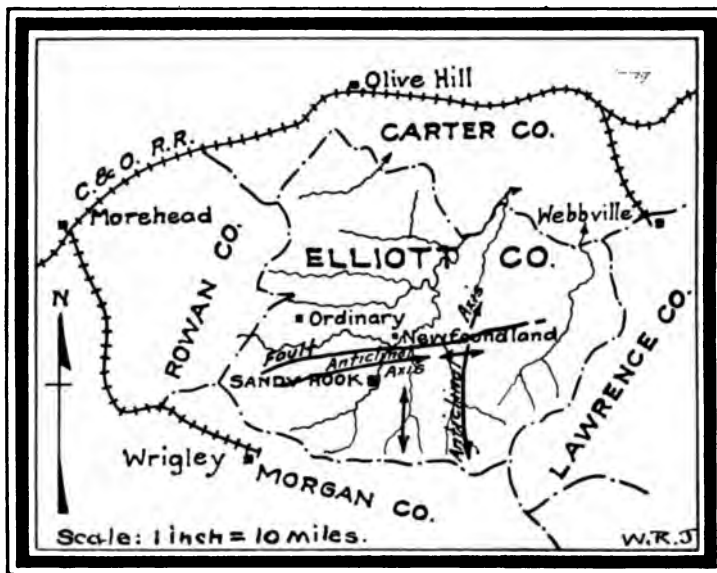 Olive Hill
CARTER CO.
C. & O. R.R.
Morehead
Webbville
ROWAN CO.
ELLIOTT CO.
N
Ordinary
Axis
Newfoundland
Fault
Anticlinal
Axis
SANDY HOOK
Anticlinal
LAWRENCE CO.
Wrigley
MORGAN CO.
Scale: 1 inch = 10 miles.
W.R.J